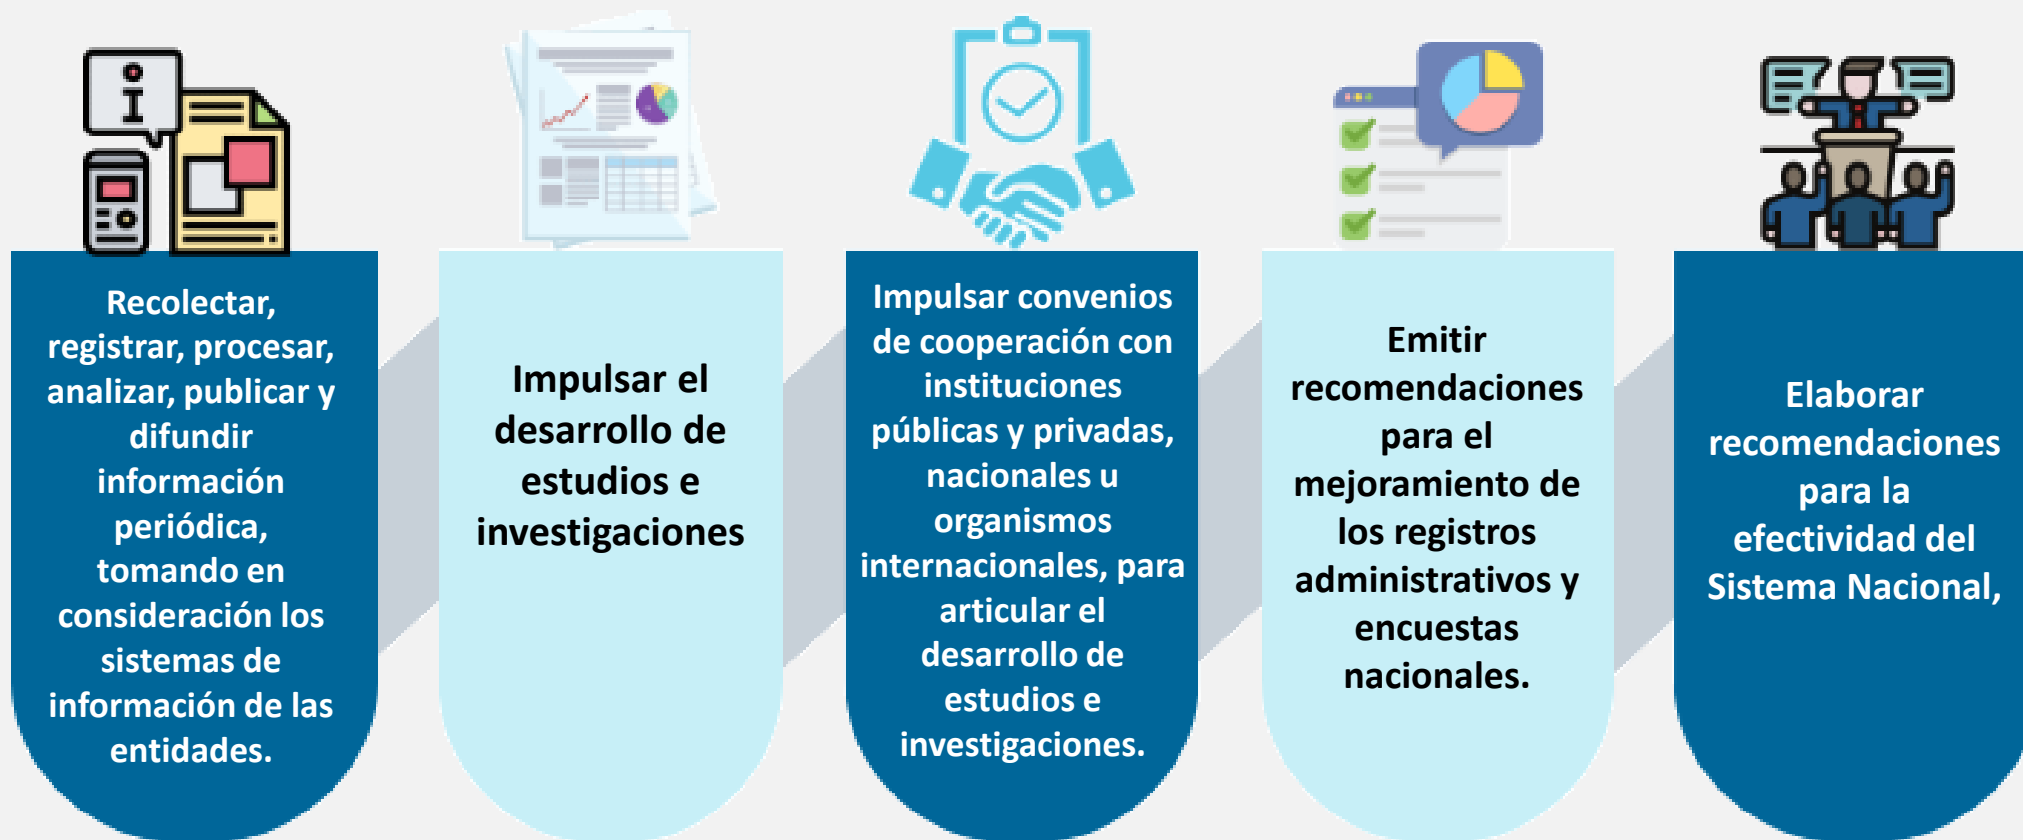 i
Recolectar,
registrar, procesar,
analizar, publicar y
difundir
información
periódica,
tomando en
consideración los
sistemas de
información de las
entidades.
Impulsar el
desarrollo de
estudios e
investigaciones
Impulsar convenios
de cooperación con
instituciones
públicas y privadas,
nacionales u
organismos
internacionales, para
articular el
desarrollo de
estudios e
investigaciones.
Emitir
recomendaciones
para el
mejoramiento de
los registros
administrativos y
encuestas
nacionales.
Elaborar
recomendaciones
para la
efectividad del
Sistema Nacional,